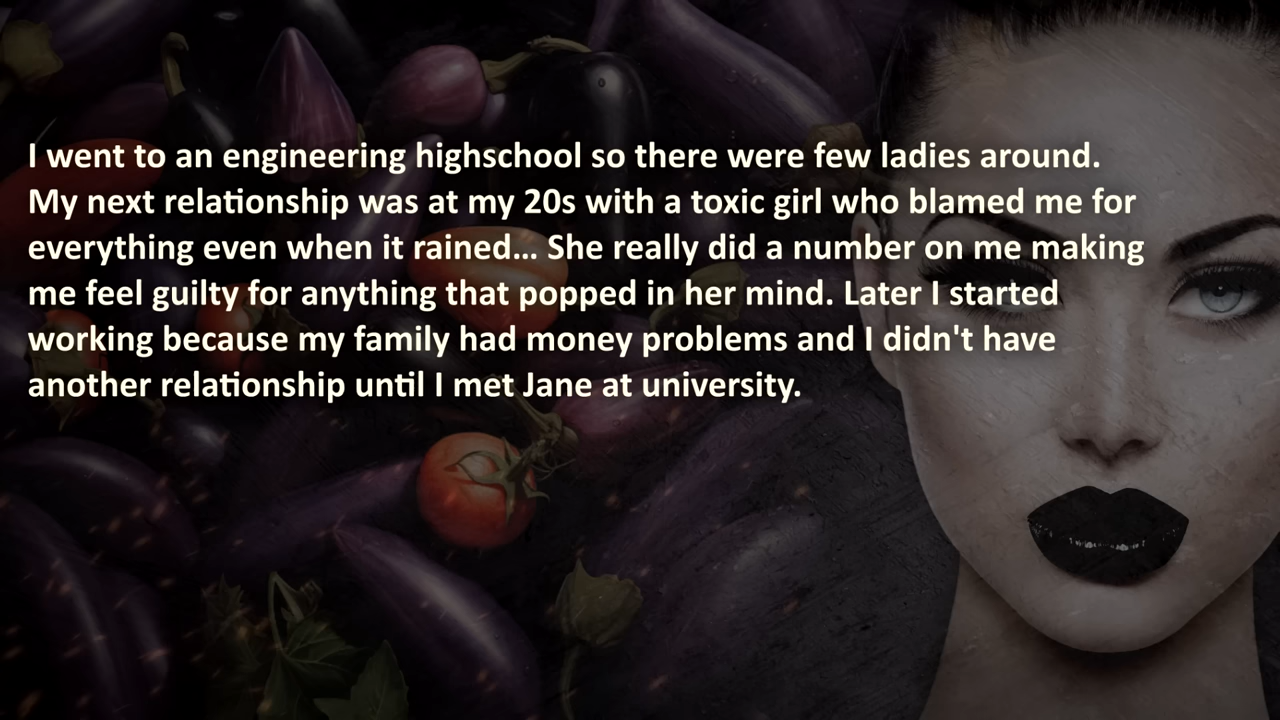 I went to an engineering highschool so there were few ladies around.
My next relationship was at my 20s with a toxic girl who blamed me for
everything even when it rained... She really did a number on me making
me feel guilty for anything that popped in her mind. Later I started
working because my family had money problems and I didn't have
another relationship until I met Jane at university.